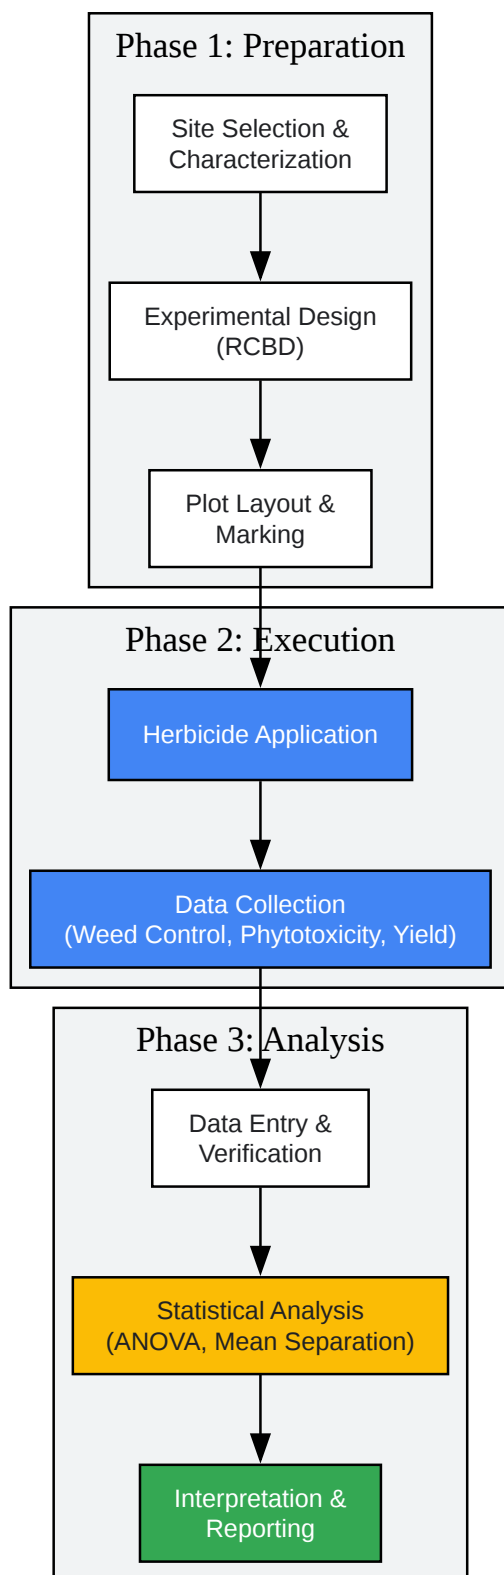 Phase 1: Preparation
Site Selection &
Characterization
Experimental Design
(RCBD)
Plot Layout &
Marking
Phase 2: Execution
Herbicide Application
Data Collection
(Weed Control, Phytotoxicity, Yield)
Phase 3: Analysis
Data Entry &
Verification
Statistical Analysis
(ANOVA, Mean Separation)
Interpretation &
Reporting